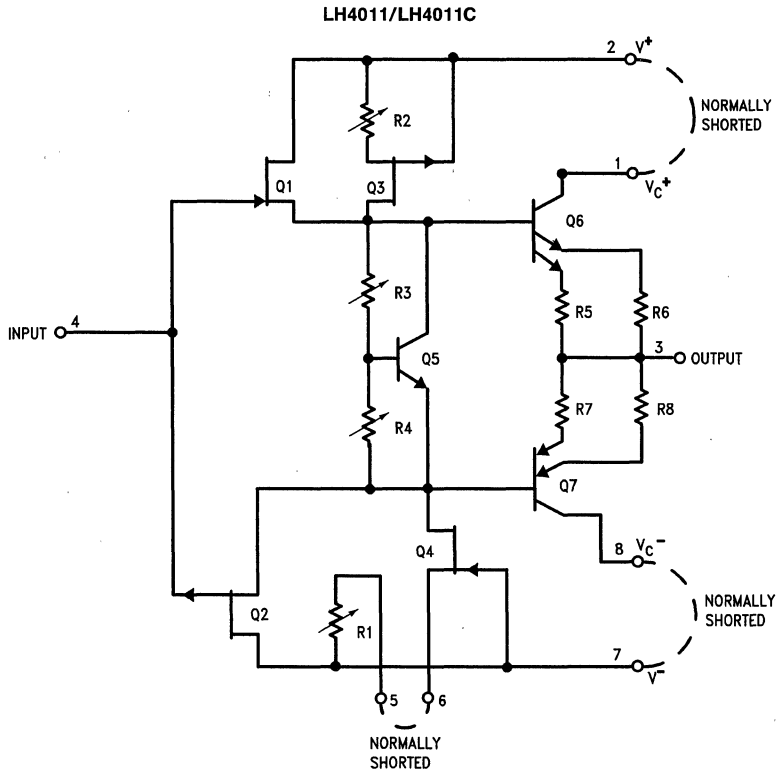 LH4011/LH4011C
2 V+
NORMALLY
SHORTED
R2
1
VC+
Q1
Q3
Q6
R3
R5
R6
4
INPUT
3
OUTPUT
Q5
R7
R8
R4
Q7
Q4
8 VC−
Q2
R1
NORMALLY
SHORTED
7
V−
5
6
NORMALLY
SHORTED